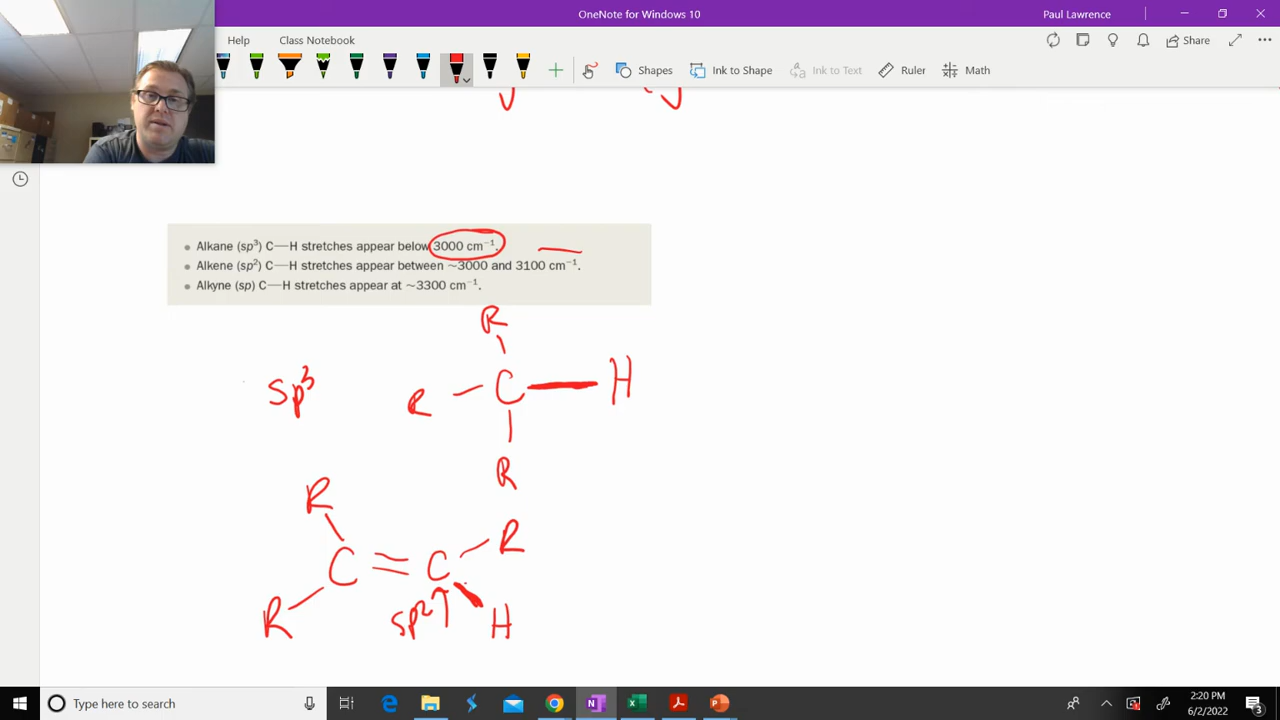 OneNote for Windows 10
Paul Lawrence
Help Class Notebook
Share
Shapes Ink to Shape Ink to Text Ruler Math
y y
• Alkane (sp³) C—H stretches appear below 3000 cm⁻¹.
• Alkene (sp²) C—H stretches appear between ~3000 and 3100 cm⁻¹.
• Alkyne (sp) C—H stretches appear at ~3300 cm⁻¹.
R
Sp³ R – C — H
R
R
C = C R
R sp² H
Type here to search
2:20 PM
6/2/2022
3